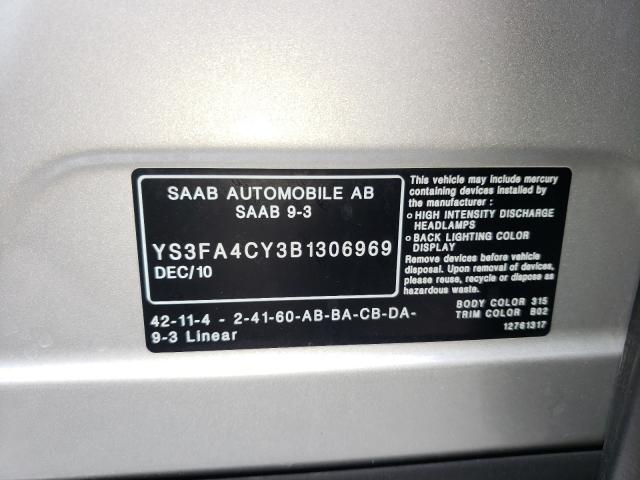 SAAB AUTOMOBILE AB
SAAB 9-3
YS3FA4CY3B1306969
DEC/10
42-11-4 - 2-41-60-AB-BA-CB-DA-
9-3 Linear
This vehicle may include mercury
containing devices installed by
the manufacturer :
o HIGH INTENSITY DISCHARGE
HEADLAMPS
o BACK LIGHTING COLOR
DISPLAY
Remove devices before vehicle
disposal. Upon removal of devices,
please reuse, recycle or dispose as
hazardous waste.
BODY COLOR 315
TRIM COLOR B02
12761317